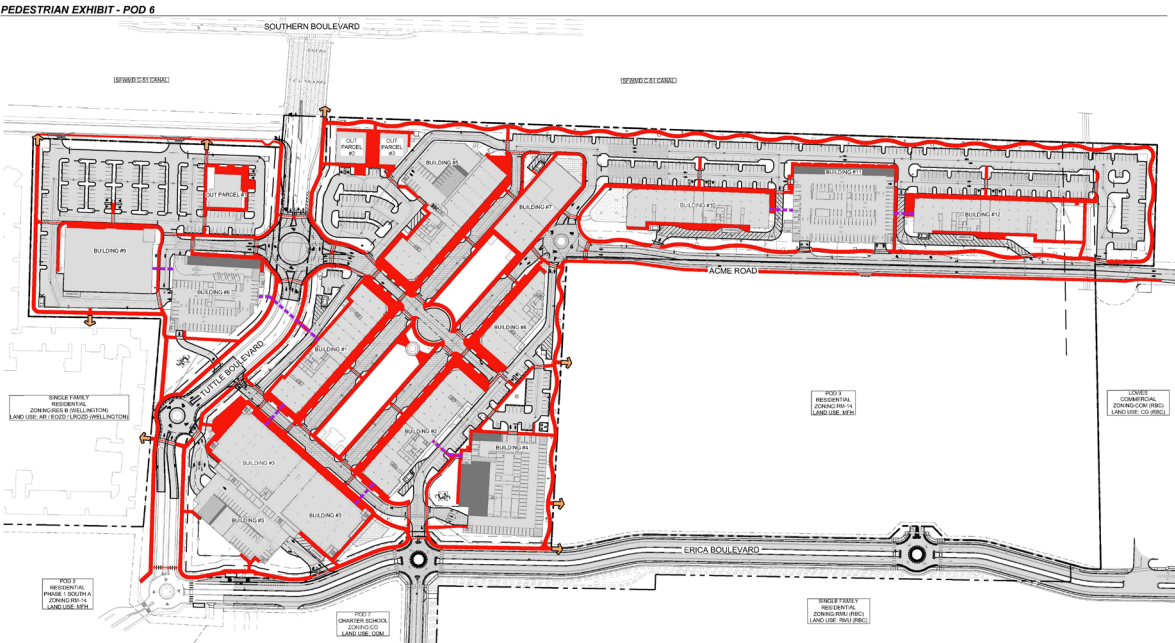 PEDESTRIAN EXHIBIT - POD 6
SOUTHERN BOULEVARD
SFWMD C-51 CANAL
SFWMD C-51 CANAL
OUT
PARCEL
#2
OUT
PARCEL
#3
BUILDING #5
BUILDING #11
OUT PARCEL #
BUILDING #7
BUILDING #10
BUILDING #12
BUILDING #9
ACME ROAD
BUILDING #8
BUILDING #6
BUILDING #1
TUTTLE BOULEVARD
SINGLE FAMILY
RESIDENTIAL
ZONING:RES B (WELLINGTON)
LAND USE: AR / EOZD / LROZD (WELLINGTON)
POD 3
RESIDENTIAL
ZONING:RM-14
LAND USE: MFH
LOWES
COMMERCIAL
ZONING:COM (RBC)
LAND USE: CG (RBC)
BUILDING #2
BUILDING #4
BUILDING #3
BUILDING #3
BUILDING #3
ERICA BOULEVARD
POD 2
RESIDENTIAL
PHASE 1 SOUTH A
ZONING:RM-14
LAND USE: MFH
POD 7
CHARTER SCHOOL
ZONING:CG
LAND USE: COM
SINGLE FAMILY
RESIDENTIAL
ZONING:RMU (RBC)
LAND USE: RMU (RBC)